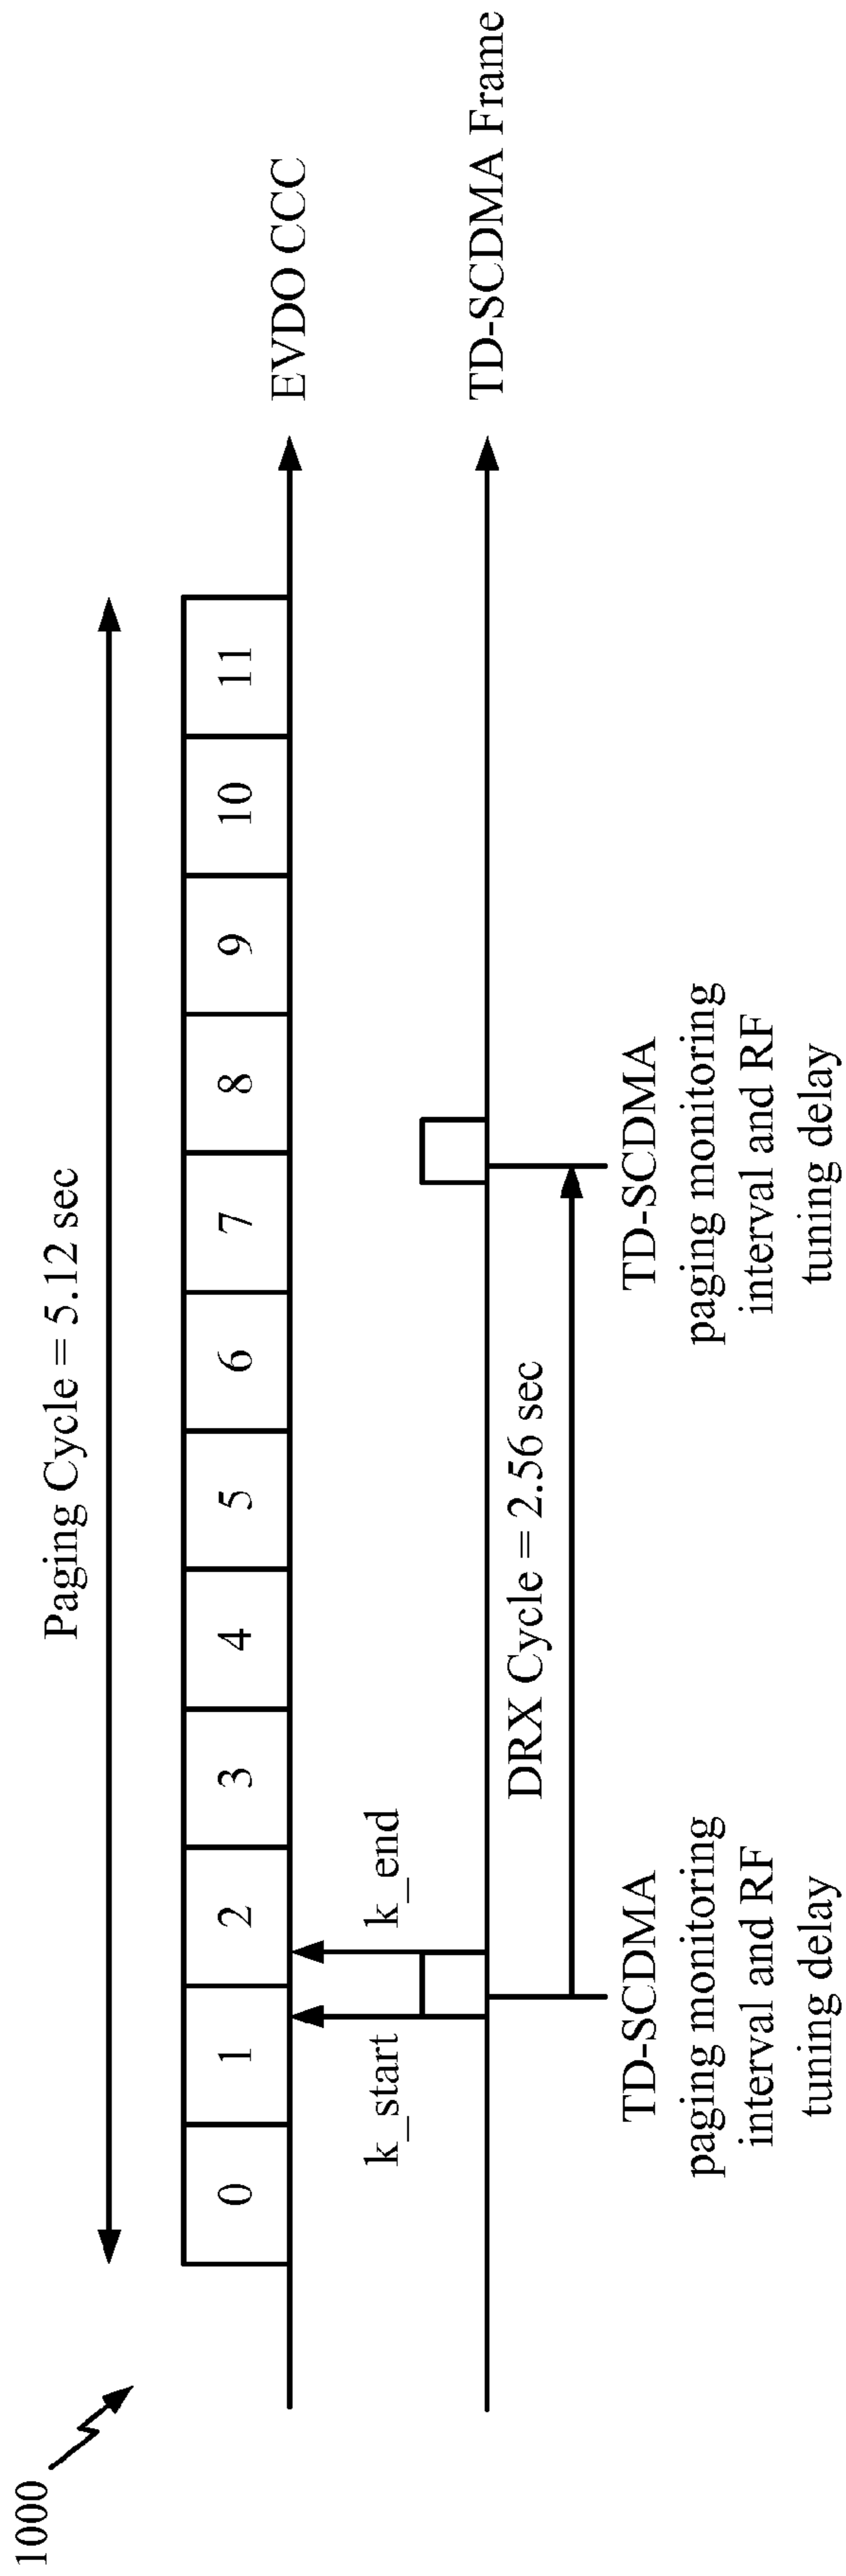 1000
Paging Cycle = 5.12 sec
0 1 2 3 4 5 6 7 8 9 10 11
EVDO CCC
k_start
k_end
TD-SCDMA Frame
DRX Cycle = 2.56 sec
TD-SCDMA
paging monitoring
interval and RF
tuning delay
TD-SCDMA
paging monitoring
interval and RF
tuning delay